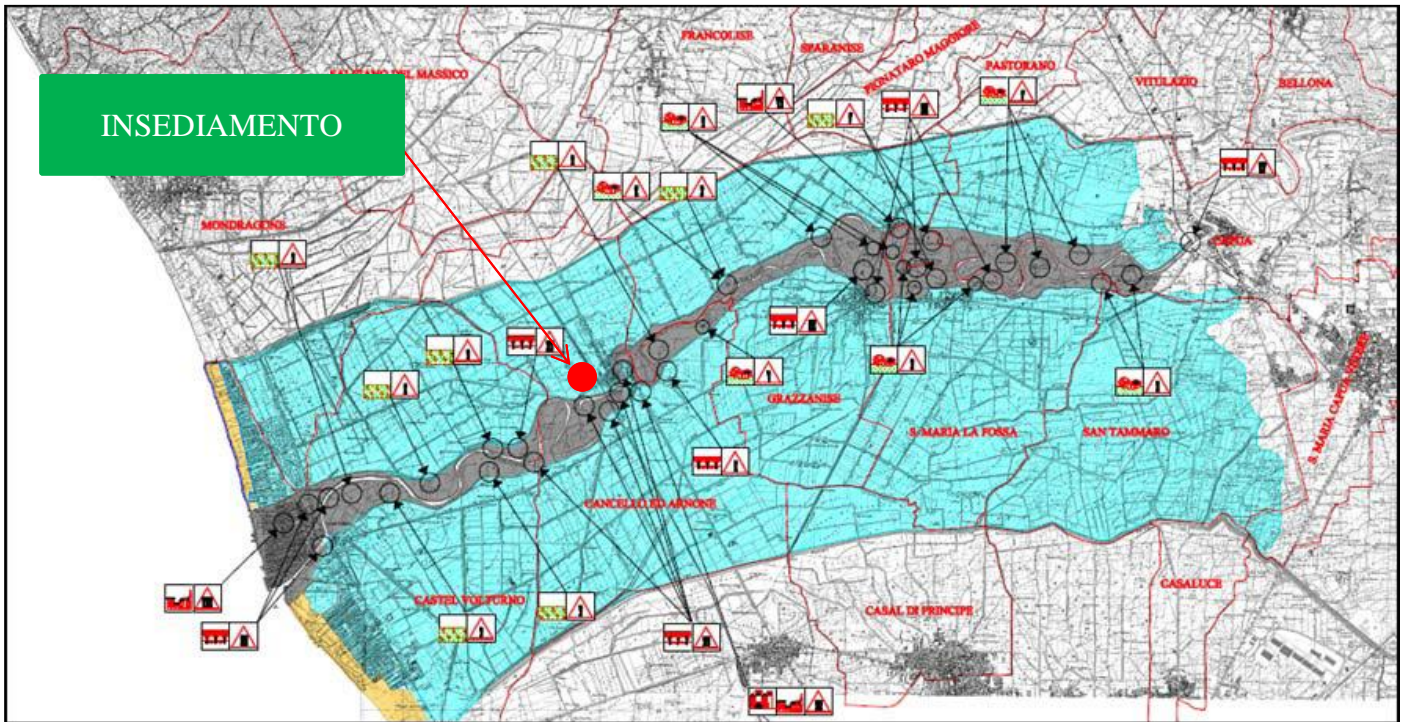 FRANCOLISE
SPARANISE
PIGNATARO MAGGIORE
PASTORANO
VITULAZIO
BELLONA
INSEDIAMENTO
MONDRAGONE
CAPUA
S. MARIA CAPUA VETERE
GRAZZANISE
S. MARIA LA FOSSA
SAN TAMMARO
CANCELLO ED ARNONE
CASTEL VOLTURNO
CASAL DI PRINCIPE
CASALUCE